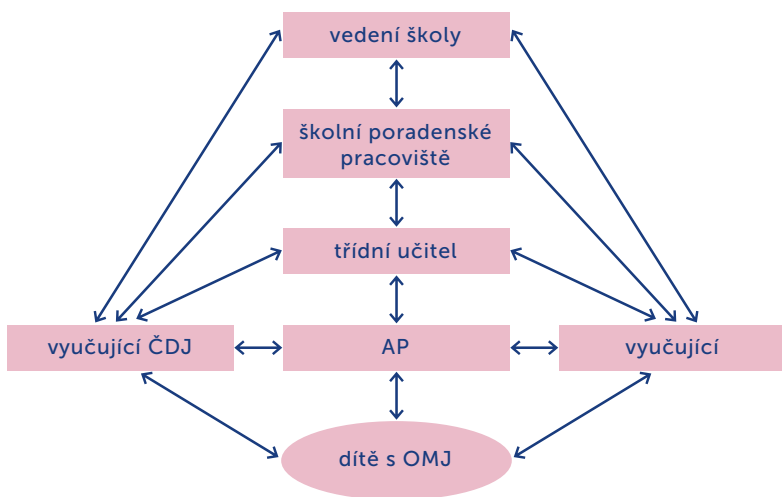 vedení školy
školní poradenské
pracoviště
třídní učitel
vyučující ČDJ
AP
vyučující
dítě s OMJ